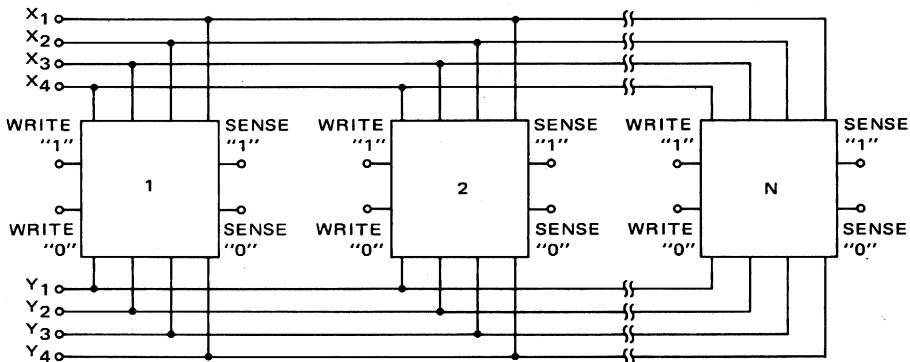 X1
X2
X3
X4
WRITE "1" SENSE "1" WRITE "1" SENSE "1" WRITE "1" SENSE "1"
1 2 N
WRITE "0" SENSE "0" WRITE "0" SENSE "0" WRITE "0" SENSE "0"
Y1
Y2
Y3
Y4